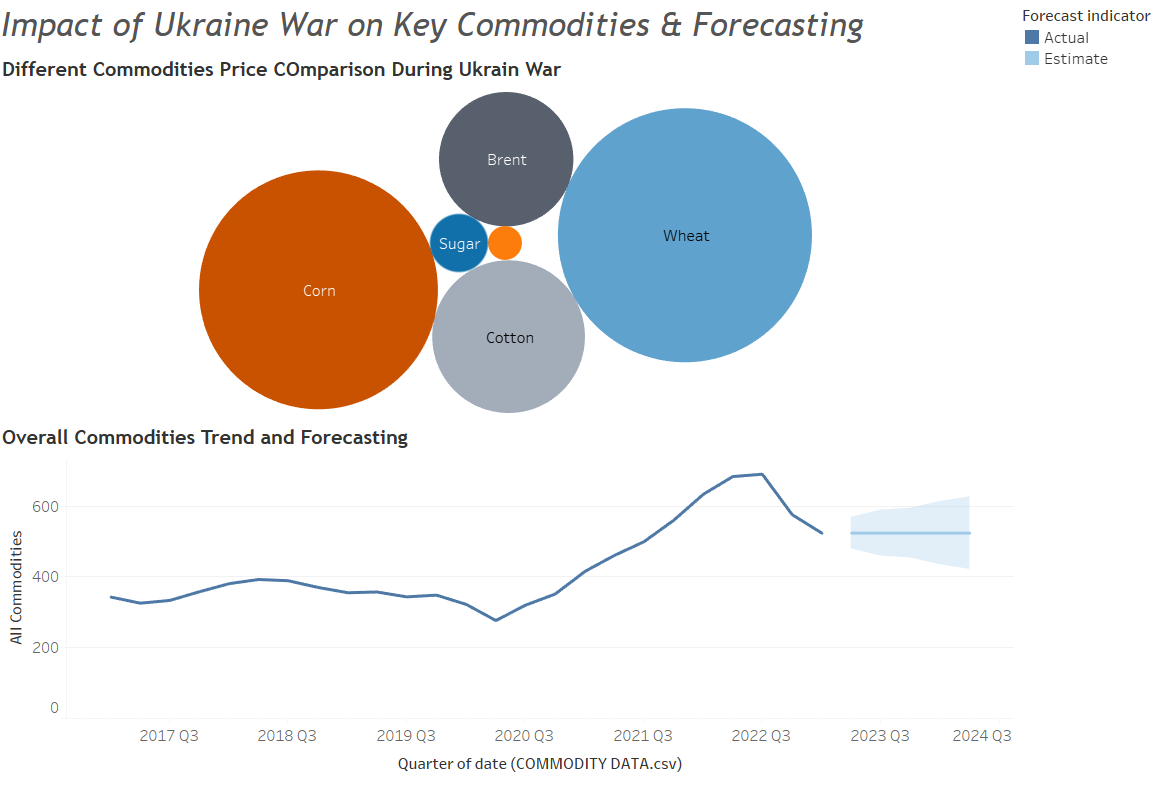 Impact of Ukraine War on Key Commodities & Forecasting
Forecast indicator
Actual
Estimate
Different Commodities Price COmparison During Ukrain War
Brent
Wheat
Sugar
Corn
Cotton
Overall Commodities Trend and Forecasting
600
400
200
0
All Commodities
2017 Q3 2018 Q3 2019 Q3 2020 Q3 2021 Q3 2022 Q3 2023 Q3 2024 Q3
Quarter of date (COMMODITY DATA.csv)